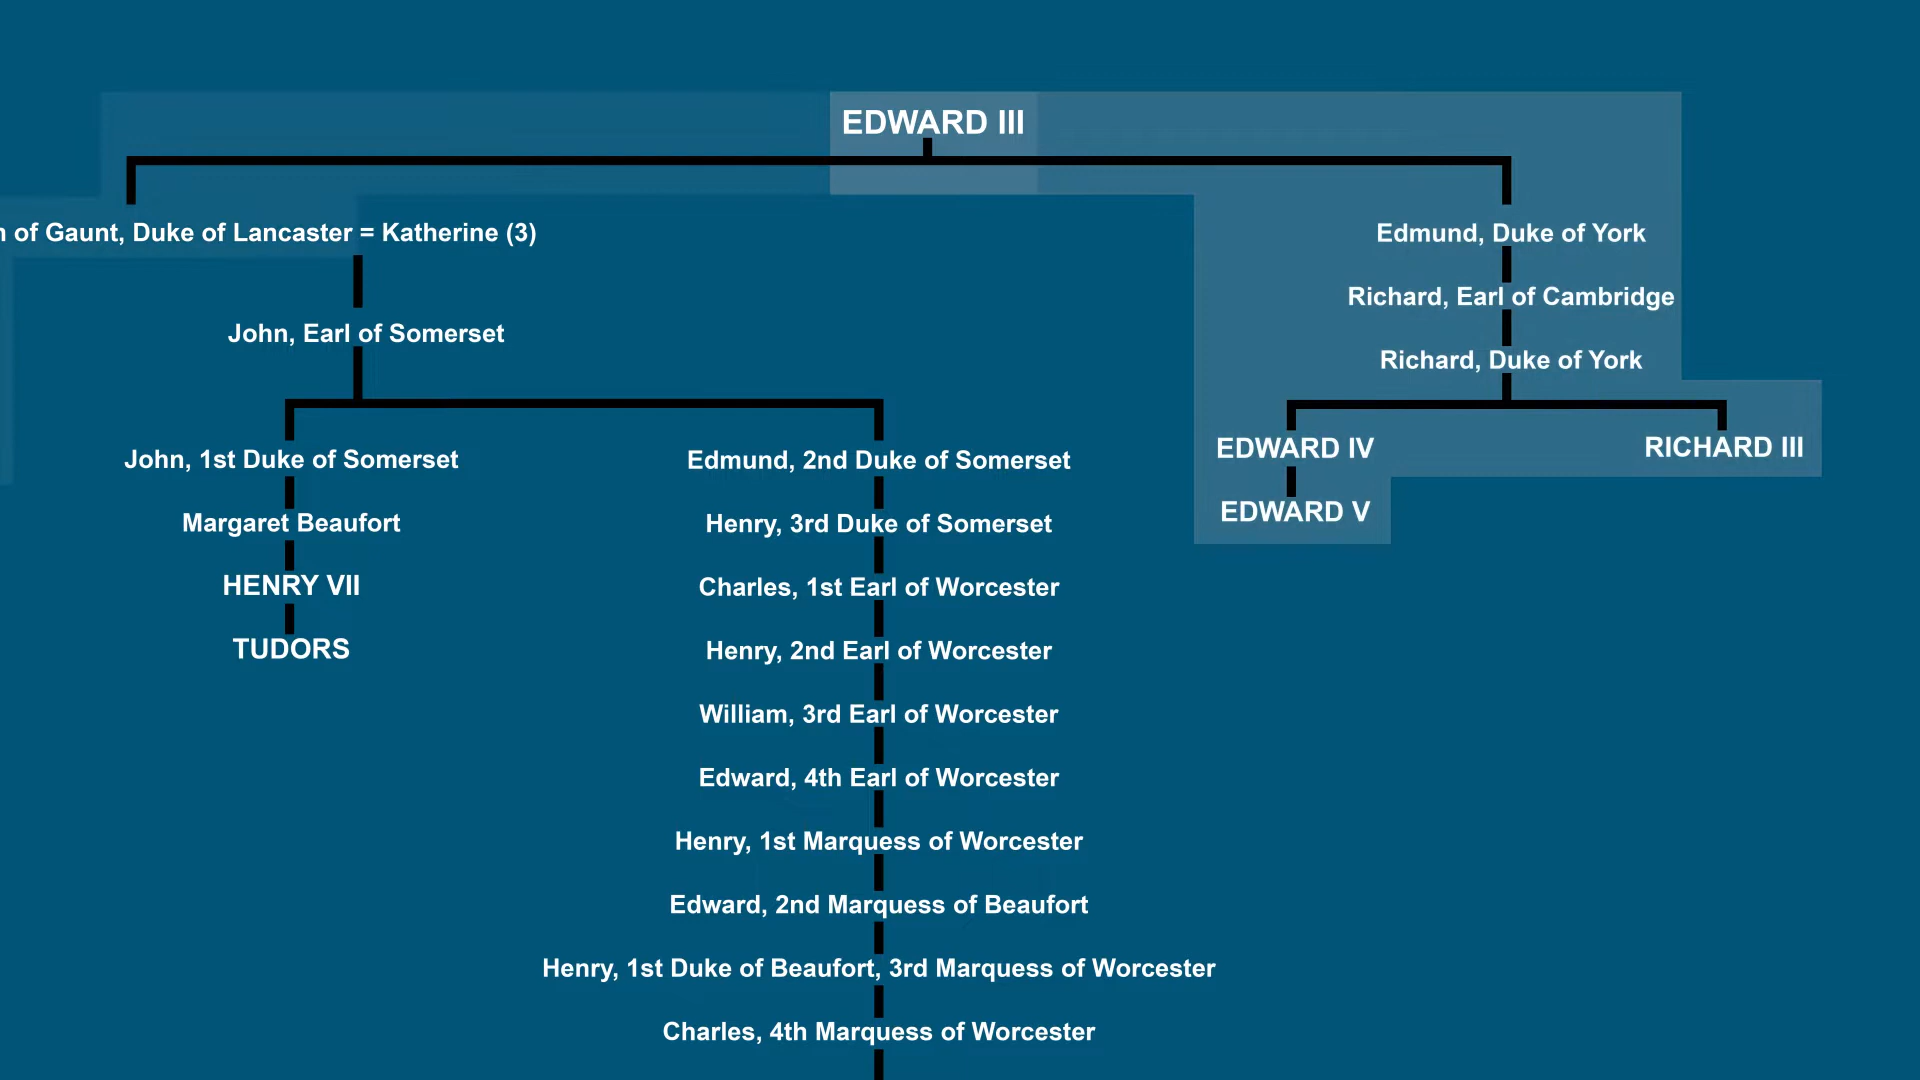 EDWARD III
of Gaunt, Duke of Lancaster = Katherine (3)
Edmund, Duke of York
Richard, Earl of Cambridge
John, Earl of Somerset
Richard, Duke of York
EDWARD IV
RICHARD III
John, 1st Duke of Somerset
Edmund, 2nd Duke of Somerset
EDWARD V
Margaret Beaufort
Henry, 3rd Duke of Somerset
HENRY VII
Charles, 1st Earl of Worcester
TUDORS
Henry, 2nd Earl of Worcester
William, 3rd Earl of Worcester
Edward, 4th Earl of Worcester
Henry, 1st Marquess of Worcester
Edward, 2nd Marquess of Beaufort
Henry, 1st Duke of Beaufort, 3rd Marquess of Worcester
Charles, 4th Marquess of Worcester